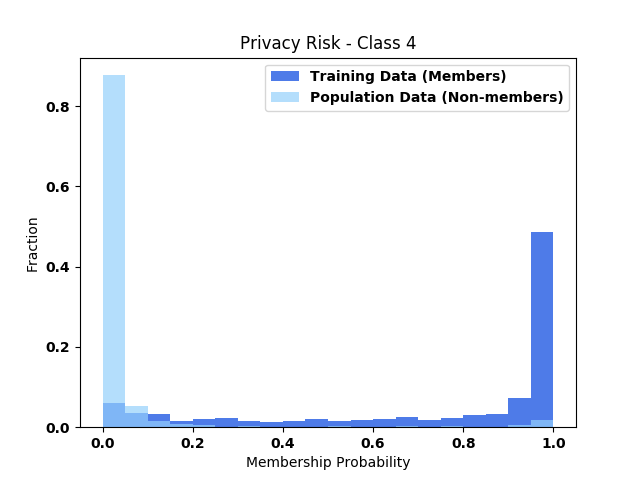 Privacy Risk - Class 4
Training Data (Members)
Population Data (Non-members)
Fraction
0.8
0.6
0.4
0.2
0.0
0.0 0.2 0.4 0.6 0.8 1.0
Membership Probability